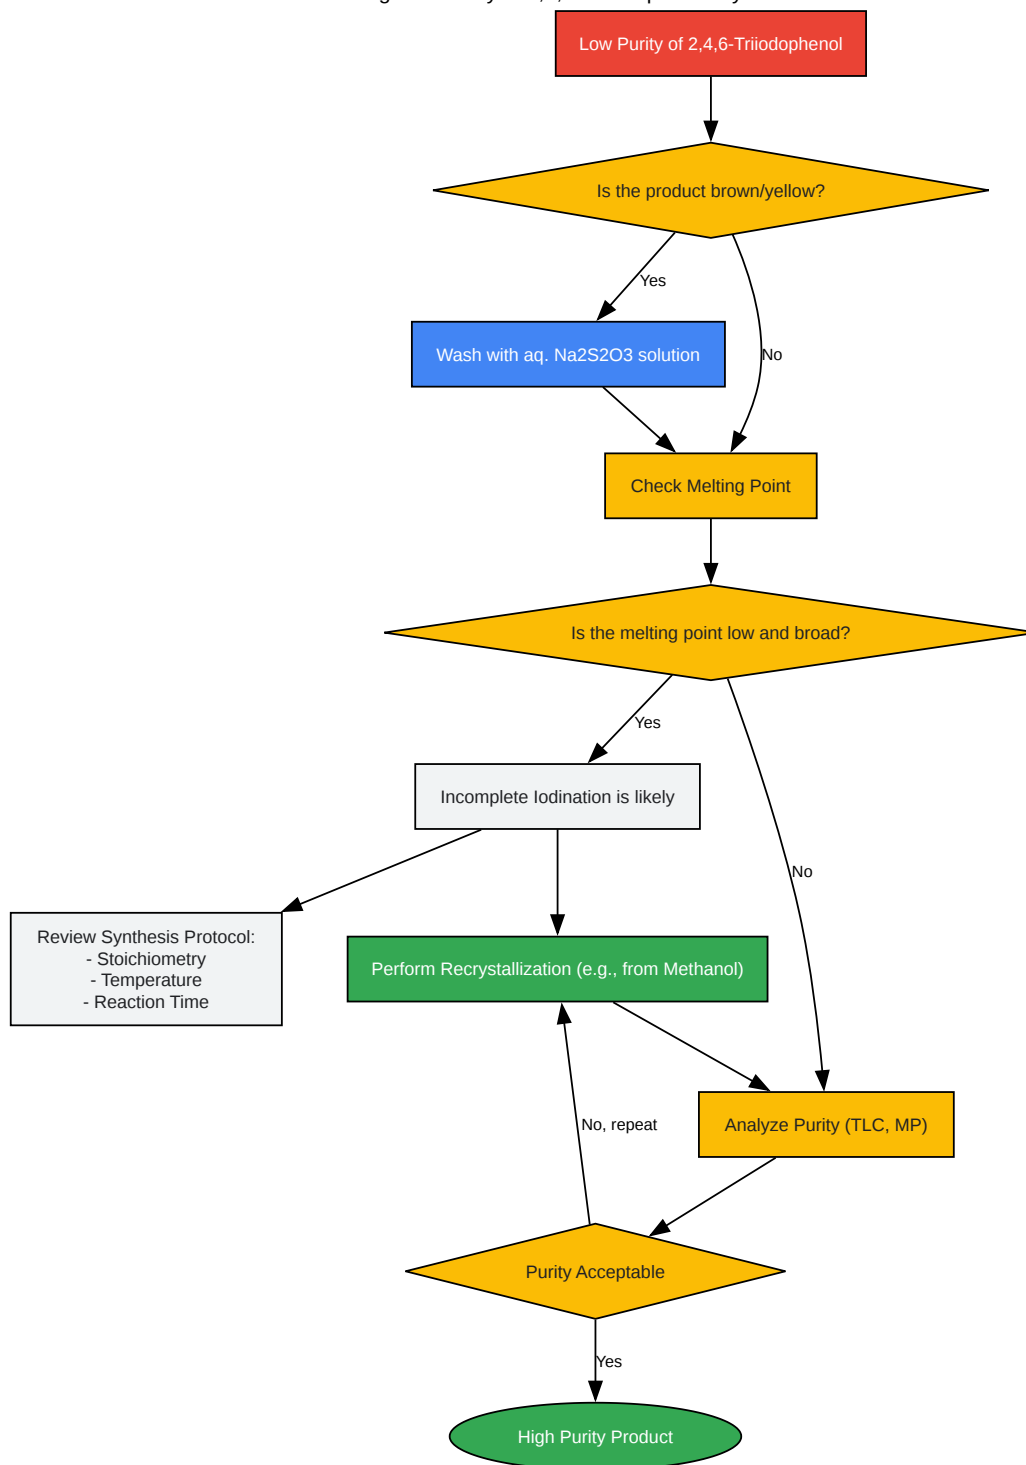 Low Purity of 2,4,6-Triiodophenol
Is the product brown/yellow?
Yes
Wash with aq. Na2S2O3 solution
No
Check Melting Point
Is the melting point low and broad?
Yes
Incomplete Iodination is likely
No
Review Synthesis Protocol:
- Stoichiometry
- Temperature
- Reaction Time
Perform Recrystallization (e.g., from Methanol)
No, repeat
Analyze Purity (TLC, MP)
Purity Acceptable
Yes
High Purity Product